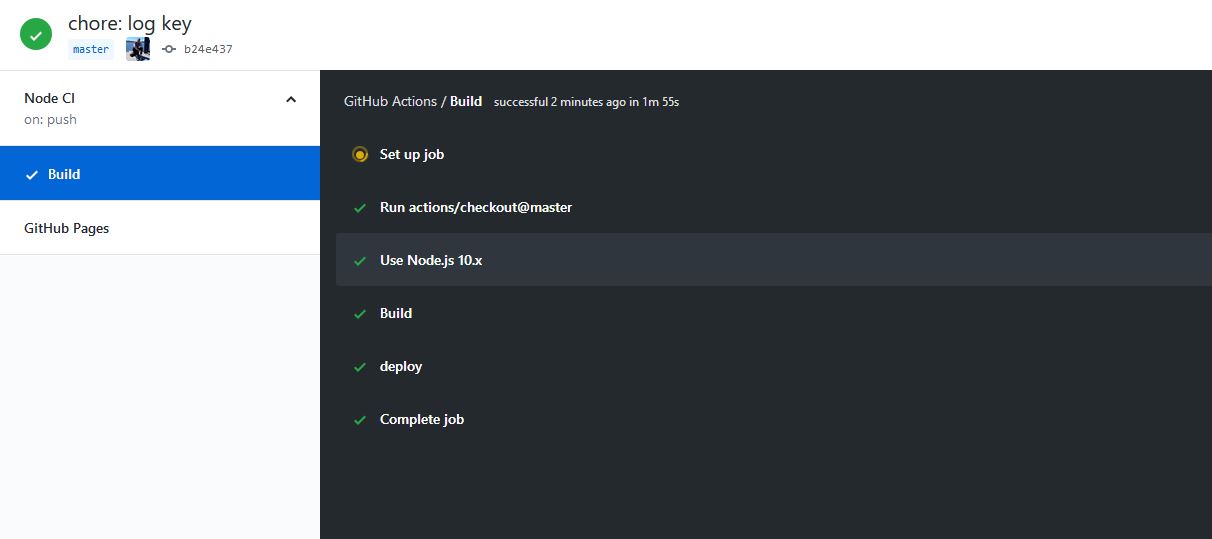 chore: log key
master b24e437
Node CI
on: push
Build
GitHub Pages
GitHub Actions / Build successful 2 minutes ago in 1m 55s
Set up job
Run actions/checkout@master
Use Node.js 10.x
Build
deploy
Complete job